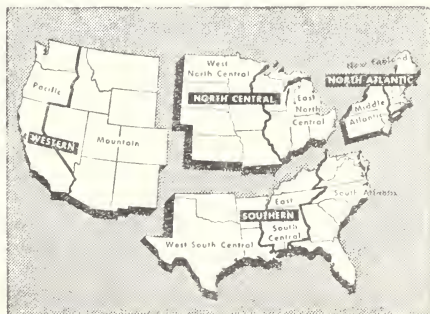 West
North Central
New England
NORTH ATLANTIC
Pacific
NORTH CENTRAL
East
North
Central
Middle
Atlantic
WESTERN
Mountain
East
South Atlantic
SOUTHERN
South
Central
West South Central